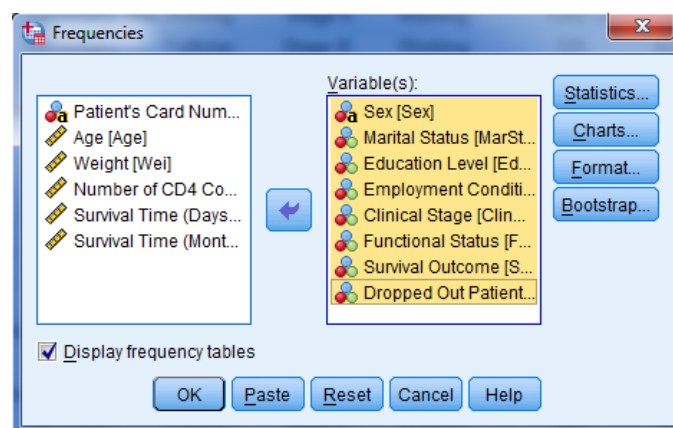 Frequencies
Variable(s):
Patient's Card Num...
Age [Age]
Weight [Wei]
Number of CD4 Co...
Survival Time (Days...
Survival Time (Mont...
Sex [Sex]
Marital Status [MarSt...
Education Level [Ed...
Employment Conditi...
Clinical Stage [Clin...
Functional Status [F...
Survival Outcome [S...
Dropped Out Patient...
Statistics...
Charts...
Format...
Bootstrap...
Display frequency tables
OK Paste Reset Cancel Help